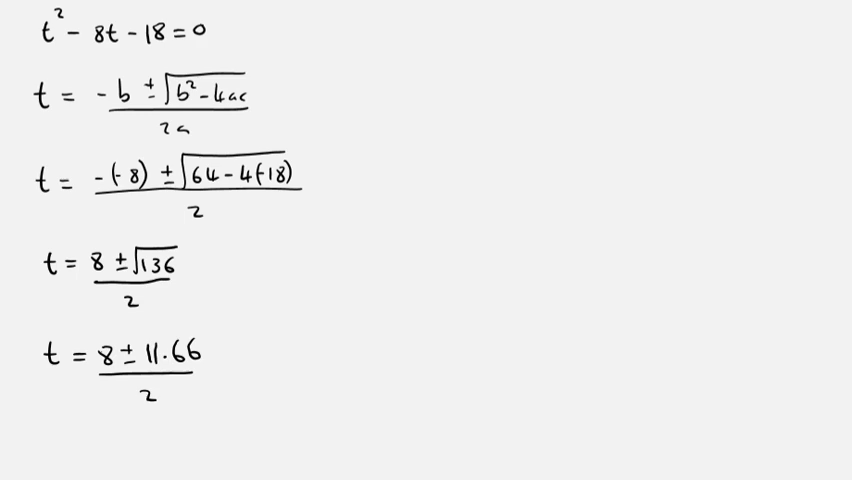 t² - 8t - 18 = 0
t = -b ± √(b² - 4ac) / 2a
t = -(-8) ± √(64 - 4(-18)) / 2
t = 8 ± √136 / 2
t = 8 ± 11.66 / 2